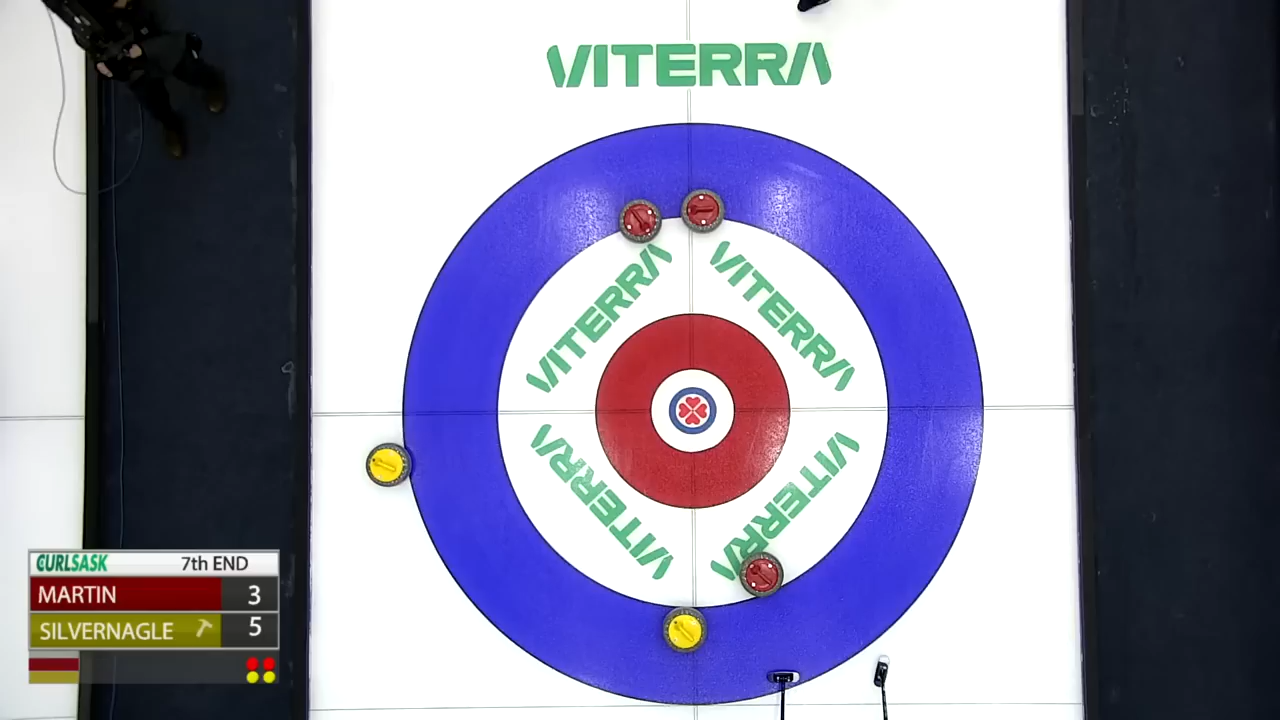 VITERRA
VITERRA
VITERRA
VITERRA
VITERRA
CURLSASK 7th END
MARTIN 3
SILVERNAGLE 5